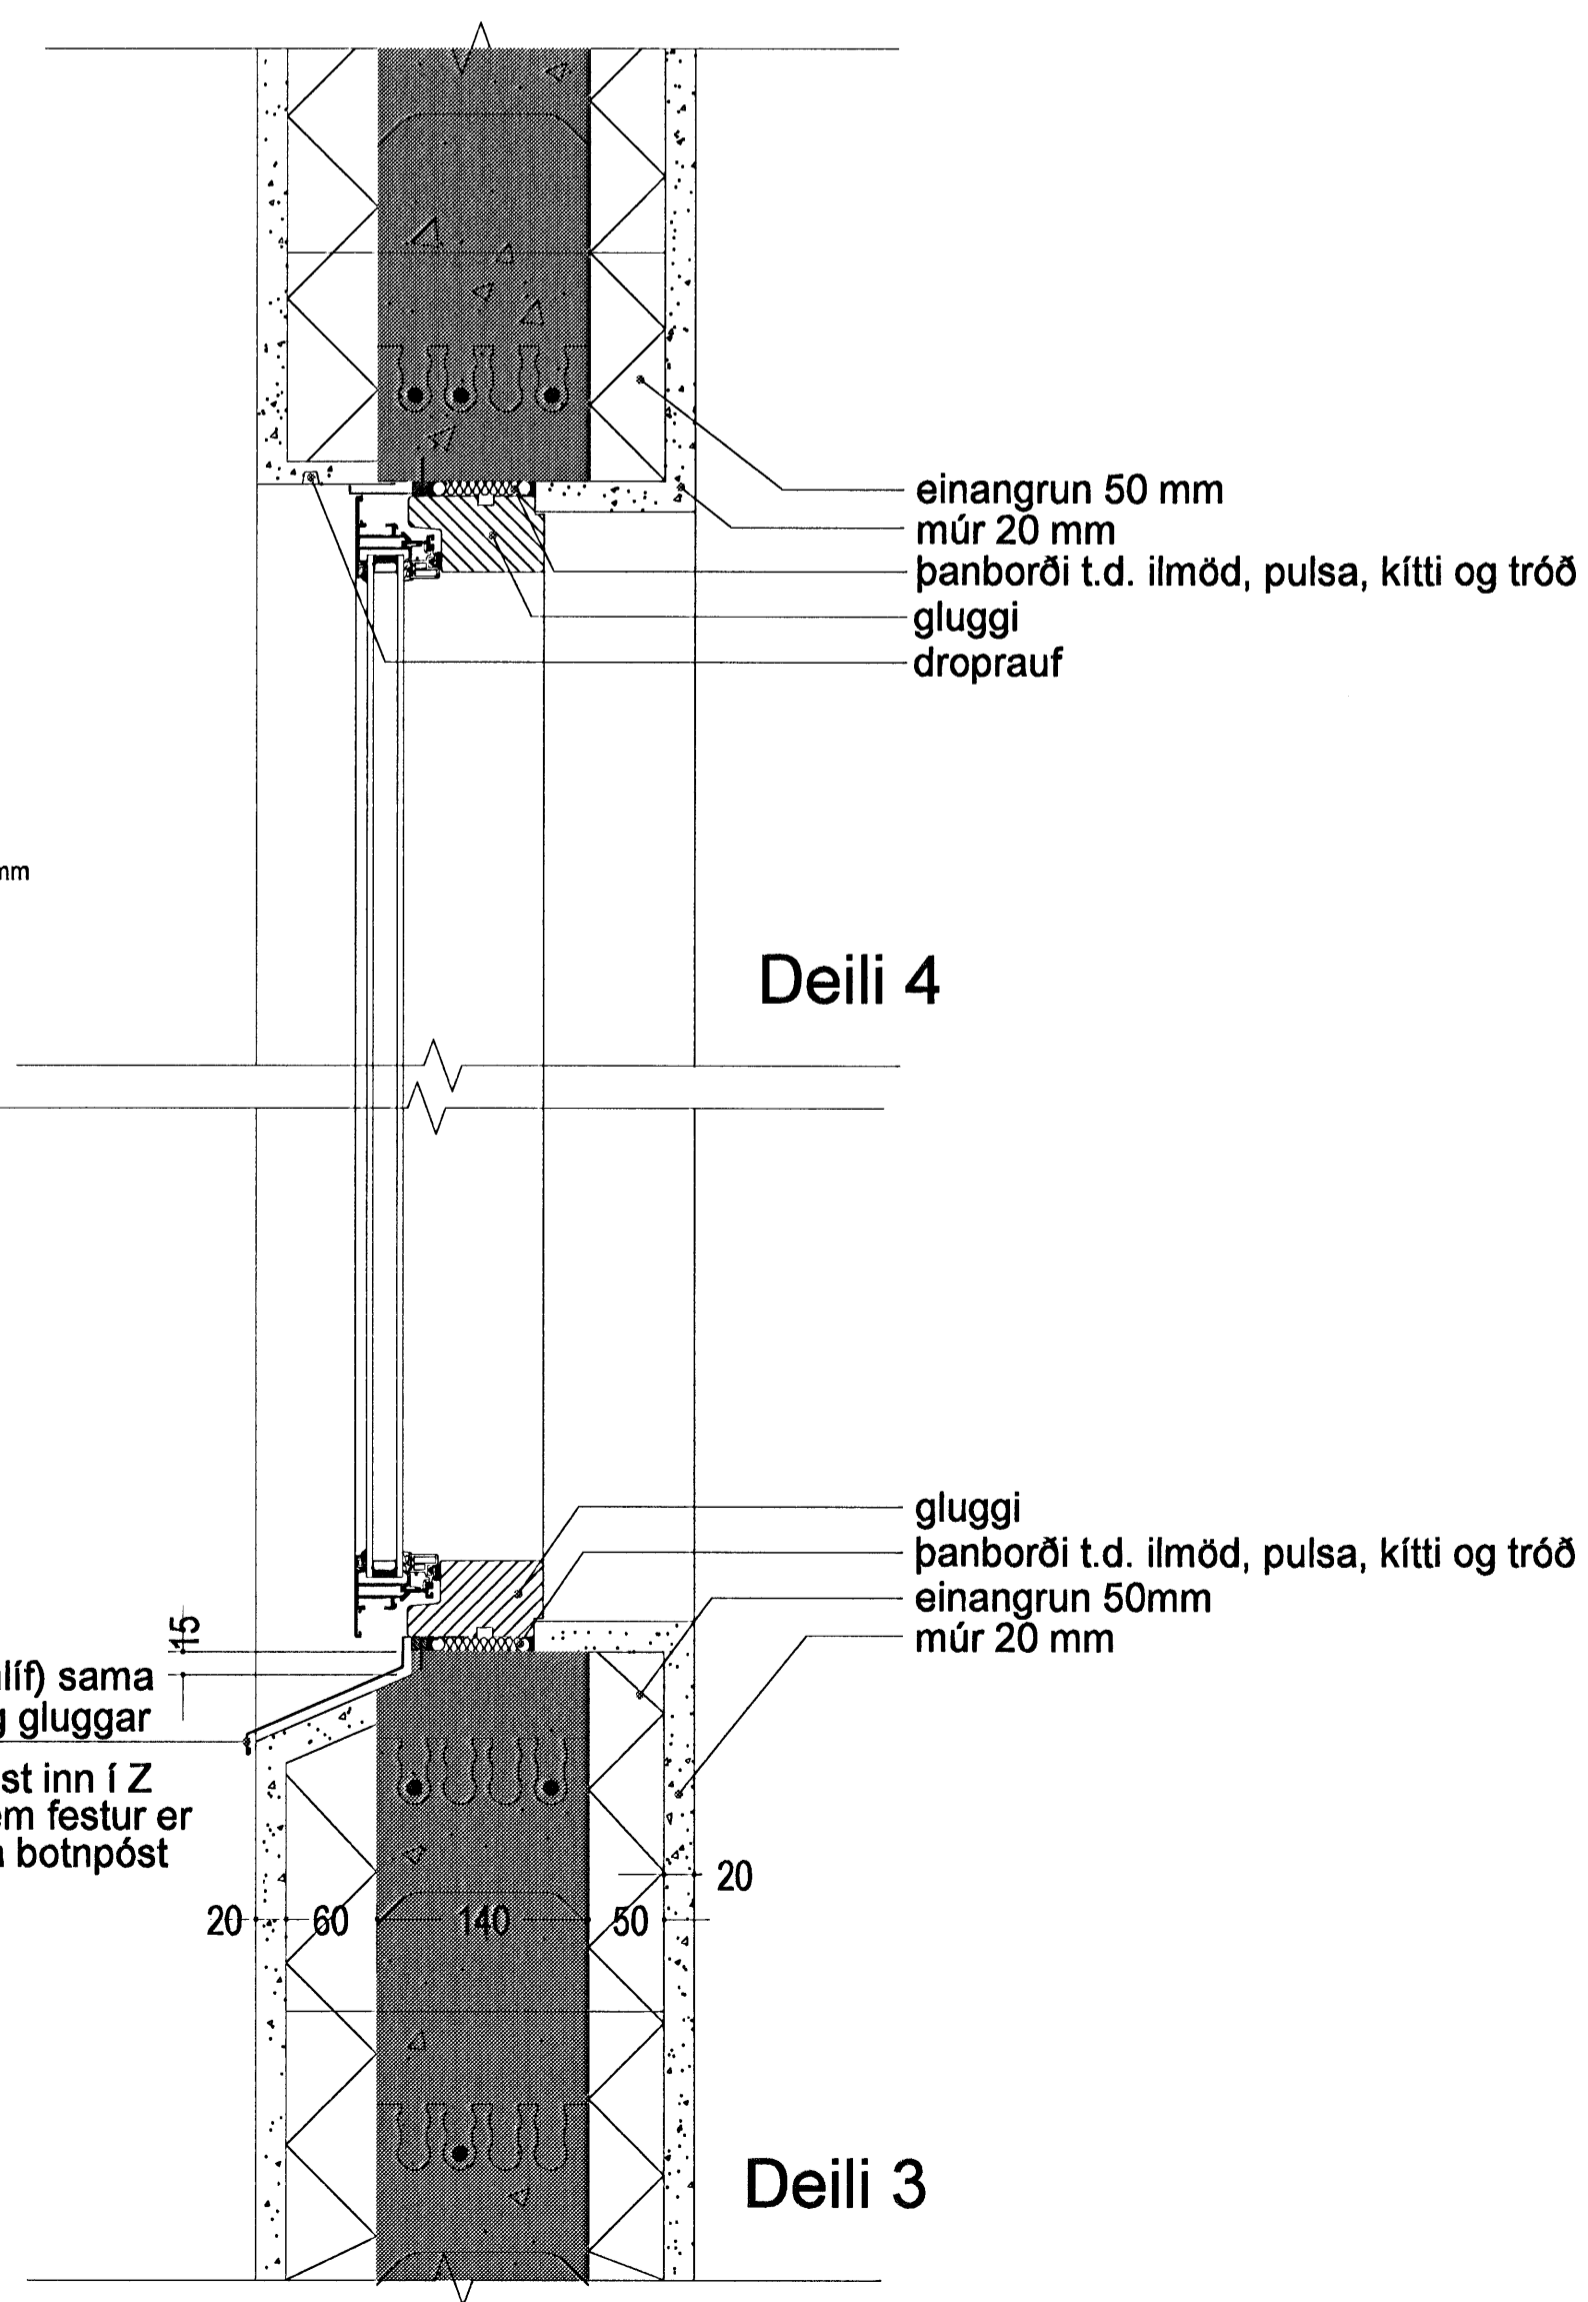 einangrun 50 mm
múr 20 mm
þanborði t.d. ilmöd, pulsa, kítti og tróð
gluggi
droprauf
mm
Deili 4
gluggi
þanborði t.d. ilmöd, pulsa, kítti og tróð
einangrun 50mm
múr 20 mm
15
líf) sama
g gluggar
st inn í Z
em festur er
botnpóst
20
20 60 140 50
Deili 3